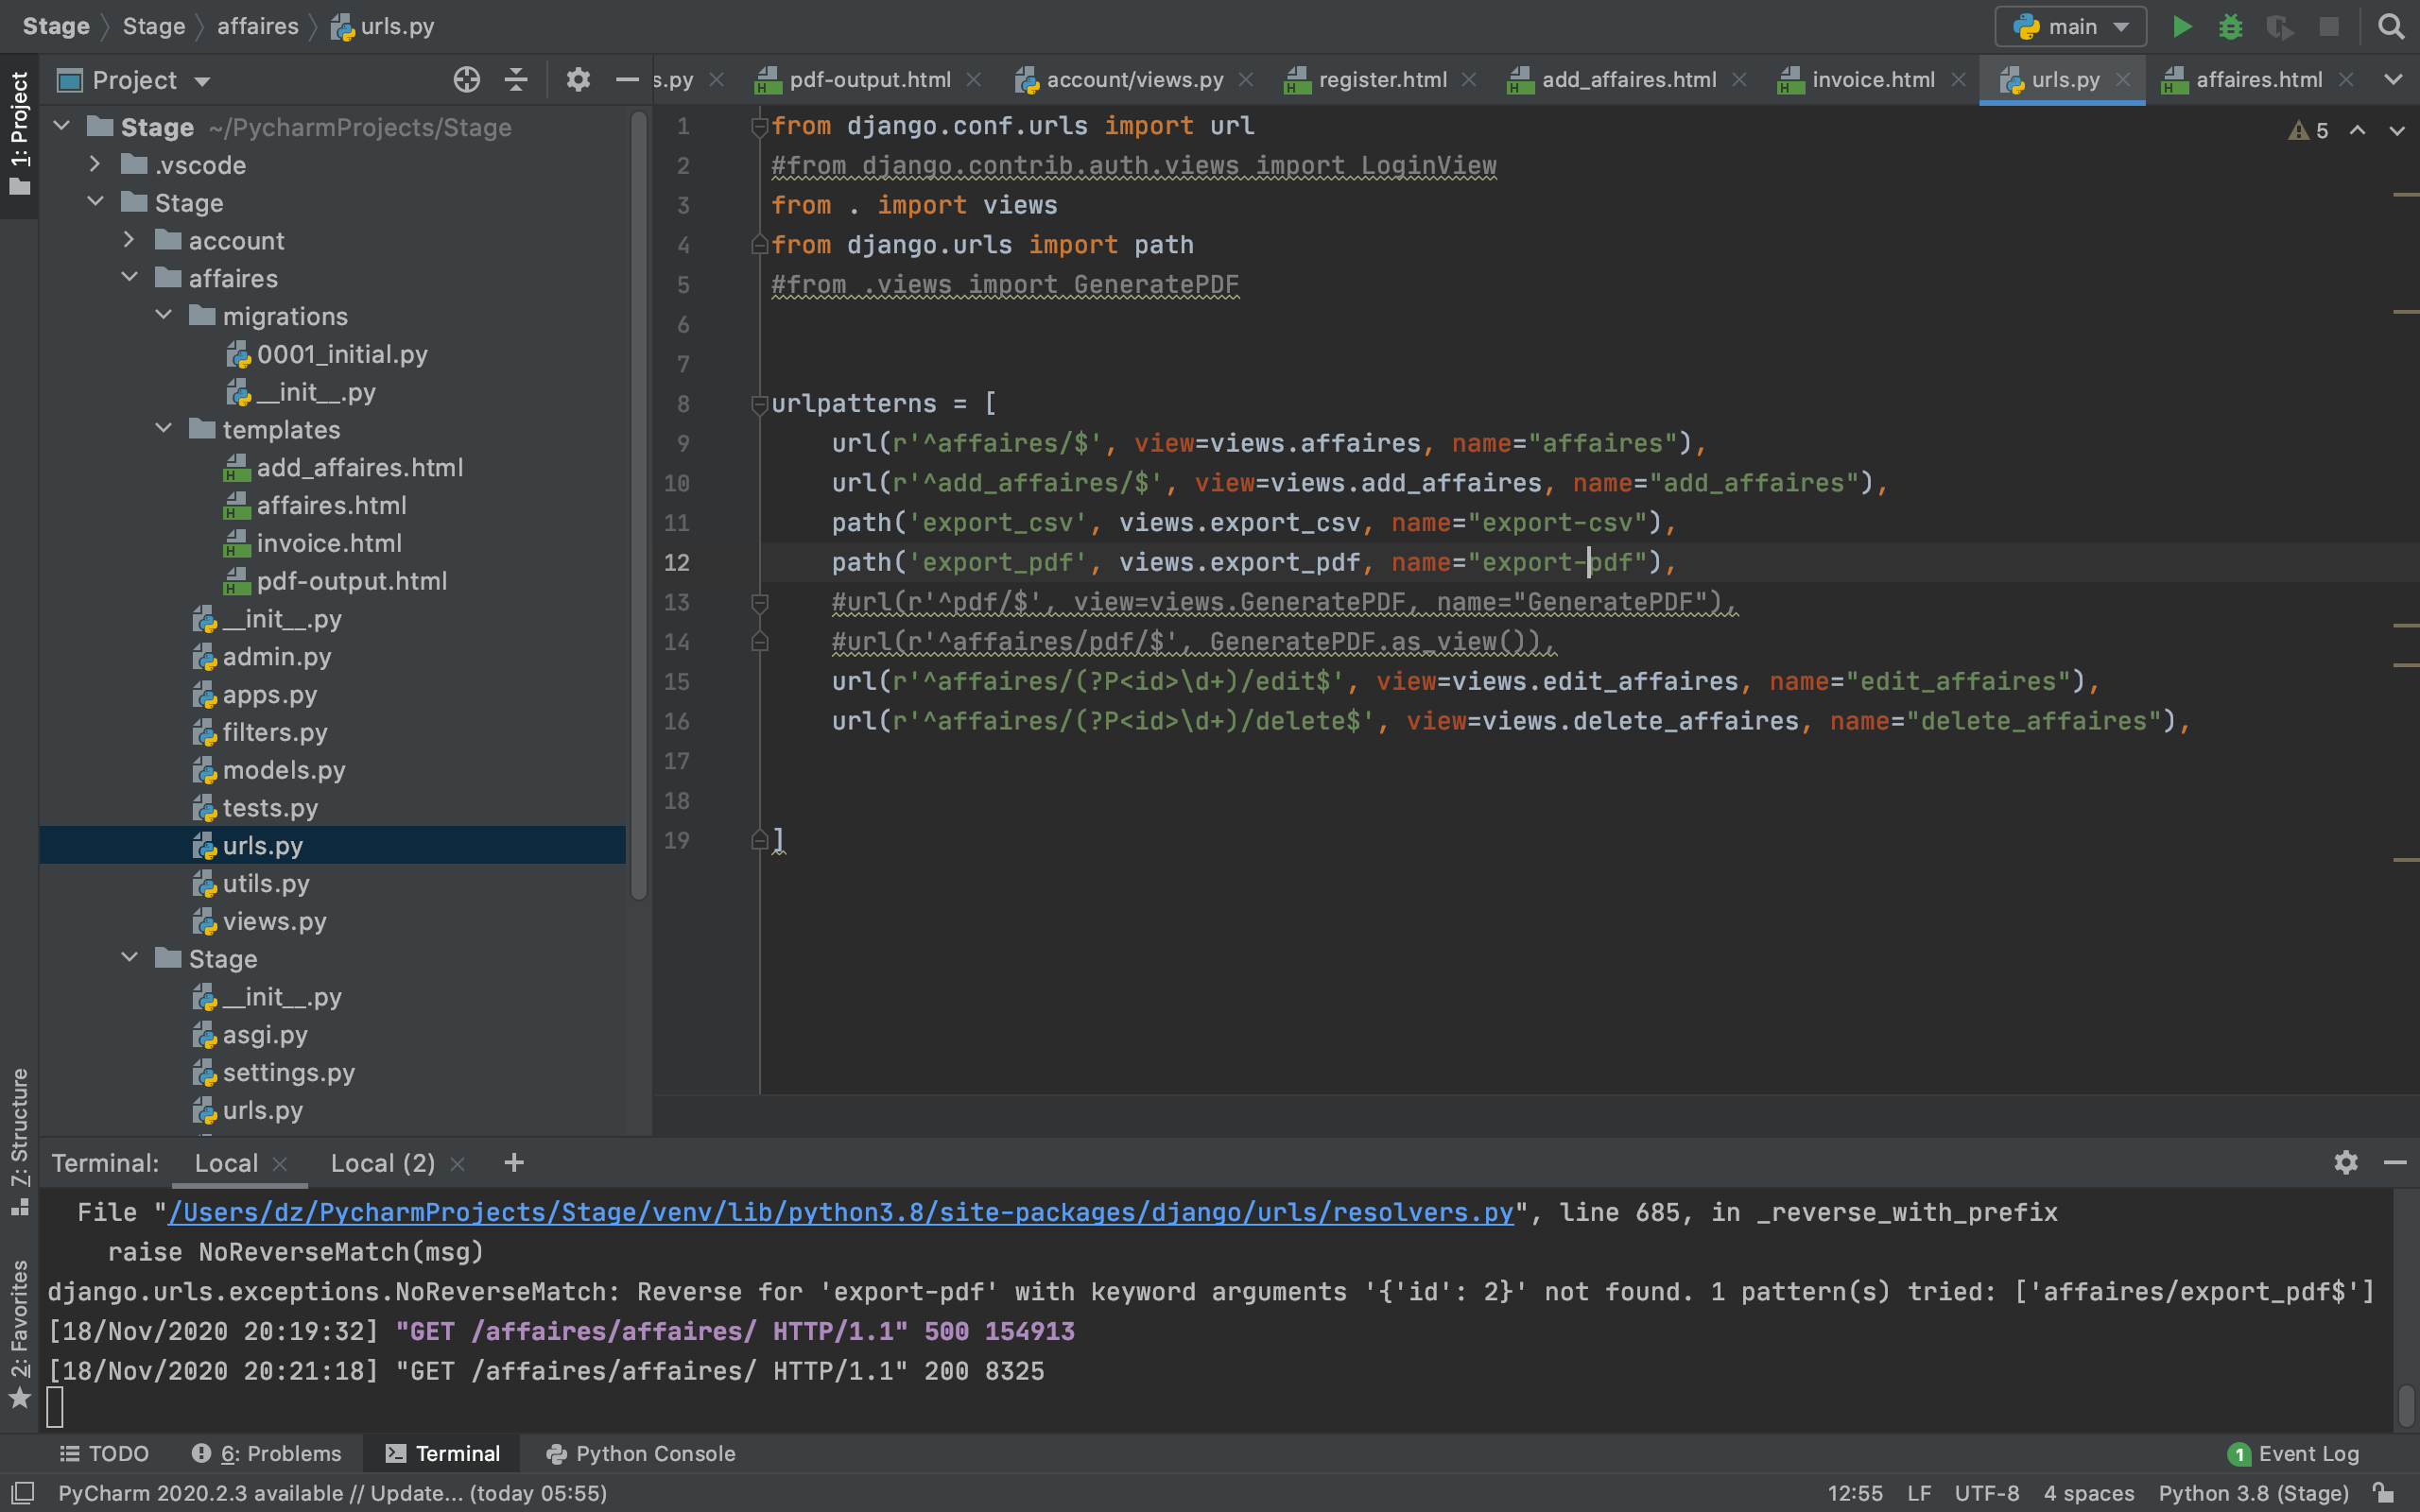 Stage Stage affaires urls.py
main
1: Project
Project
s.py pdf-output.html account/views.py register.html add_affaires.html invoice.html urls.py affaires.html
Stage ~/PycharmProjects/Stage
.vscode
Stage
account
affaires
migrations
0001_initial.py
__init__.py
templates
add_affaires.html
affaires.html
invoice.html
pdf-output.html
__init__.py
admin.py
apps.py
filters.py
models.py
tests.py
urls.py
utils.py
views.py
Stage
__init__.py
asgi.py
settings.py
urls.py
5
1 from django.conf.urls import url
2 #from django.contrib.auth.views import LoginView
3 from . import views
4 from django.urls import path
5 #from .views import GeneratePDF
6
7
8 urlpatterns = [
9 url(r'^affaires/$', view=views.affaires, name="affaires"),
10 url(r'^add_affaires/$', view=views.add_affaires, name="add_affaires"),
11 path('export_csv', views.export_csv, name="export-csv"),
12 path('export_pdf', views.export_pdf, name="export-pdf"),
13 #url(r'^pdf/$', view=views.GeneratePDF, name="GeneratePDF"),
14 #url(r'^affaires/pdf/$', GeneratePDF.as_view()),
15 url(r'^affaires/(?P<id>\d+)/edit$', view=views.edit_affaires, name="edit_affaires"),
16 url(r'^affaires/(?P<id>\d+)/delete$', view=views.delete_affaires, name="delete_affaires"),
17
18
19 ]
Z: Structure
2: Favorites
Terminal: Local Local (2) +
File "/Users/dz/PycharmProjects/Stage/venv/lib/python3.8/site-packages/django/urls/resolvers.py", line 685, in _reverse_with_prefix
raise NoReverseMatch(msg)
django.urls.exceptions.NoReverseMatch: Reverse for 'export-pdf' with keyword arguments '{'id': 2}' not found. 1 pattern(s) tried: ['affaires/export_pdf$']
[18/Nov/2020 20:19:32] "GET /affaires/affaires/ HTTP/1.1" 500 154913
[18/Nov/2020 20:21:18] "GET /affaires/affaires/ HTTP/1.1" 200 8325
TODO 6: Problems Terminal Python Console 1 Event Log
PyCharm 2020.2.3 available // Update... (today 05:55) 12:55 LF UTF-8 4 spaces Python 3.8 (Stage)